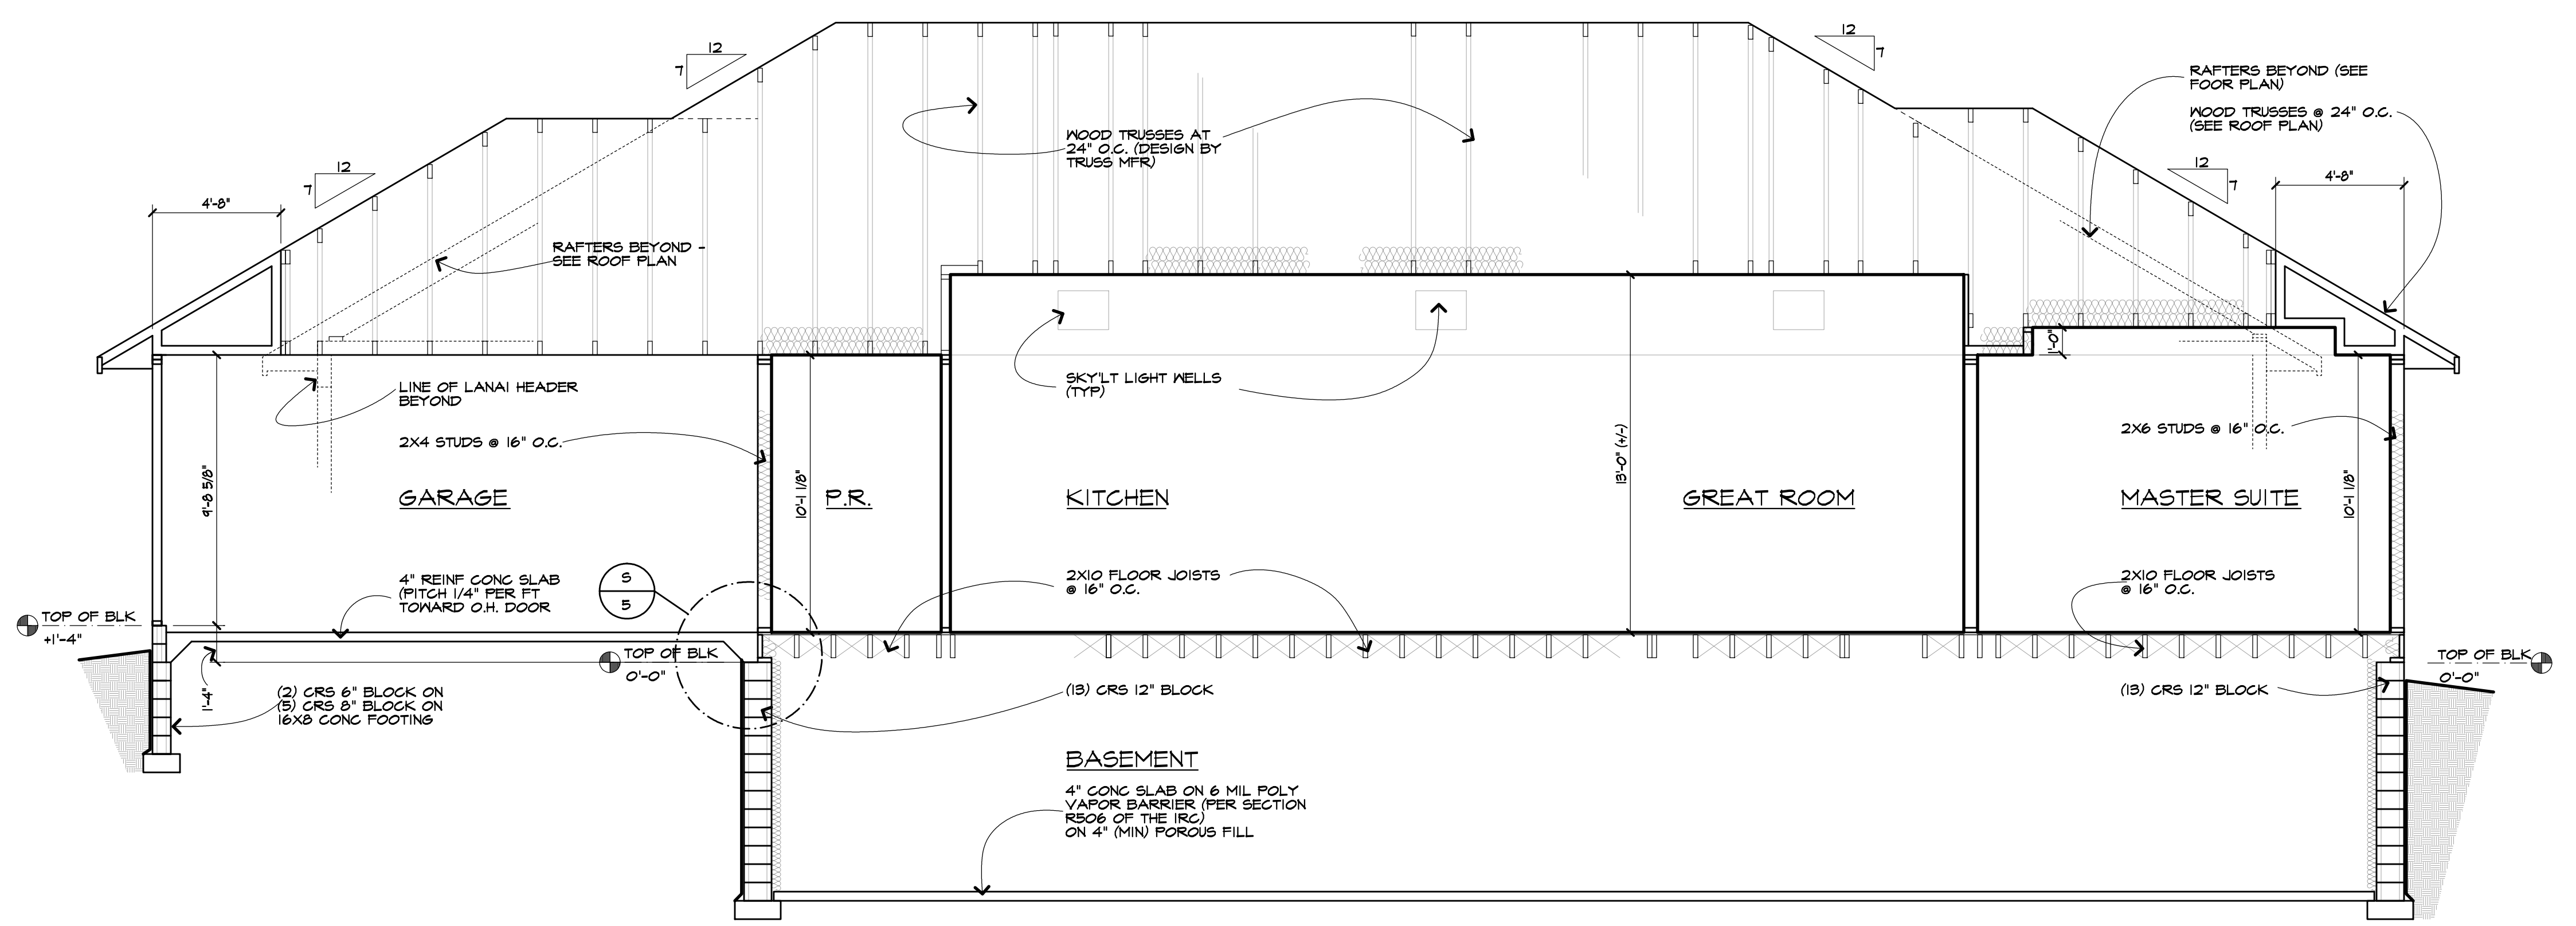 12
7
12
7
RAFTERS BEYOND (SEE
FOOR PLAN)
WOOD TRUSSES @ 24" O.C.
(SEE ROOF PLAN)
WOOD TRUSSES AT
24" O.C. (DESIGN BY
TRUSS MFR)
12
7
12
7
4'-8"
4'-8"
RAFTERS BEYOND -
SEE ROOF PLAN
1'-0"
LINE OF LANAI HEADER
BEYOND
SKY'LT LIGHT WELLS
(TYP)
2X4 STUDS @ 16" O.C.
2X6 STUDS @ 16" O.C.
13'-0" (+/-)
9'-8 5/8"
GARAGE
10'-1 1/8"
P.R.
KITCHEN
GREAT ROOM
MASTER SUITE
10'-1 1/8"
4" REINF CONC SLAB
(PITCH 1/4" PER FT
TOWARD O.H. DOOR
S
5
2X10 FLOOR JOISTS
@ 16" O.C.
2X10 FLOOR JOISTS
@ 16" O.C.
TOP OF BLK
+1'-4"
TOP OF BLK
0'-0"
TOP OF BLK
0'-0"
1'-4"
(2) CRS 6" BLOCK ON
(5) CRS 8" BLOCK ON
16X8 CONC FOOTING
(13) CRS 12" BLOCK
(13) CRS 12" BLOCK
BASEMENT
4" CONC SLAB ON 6 MIL POLY
VAPOR BARRIER (PER SECTION
R506 OF THE IRC)
ON 4" (MIN) POROUS FILL